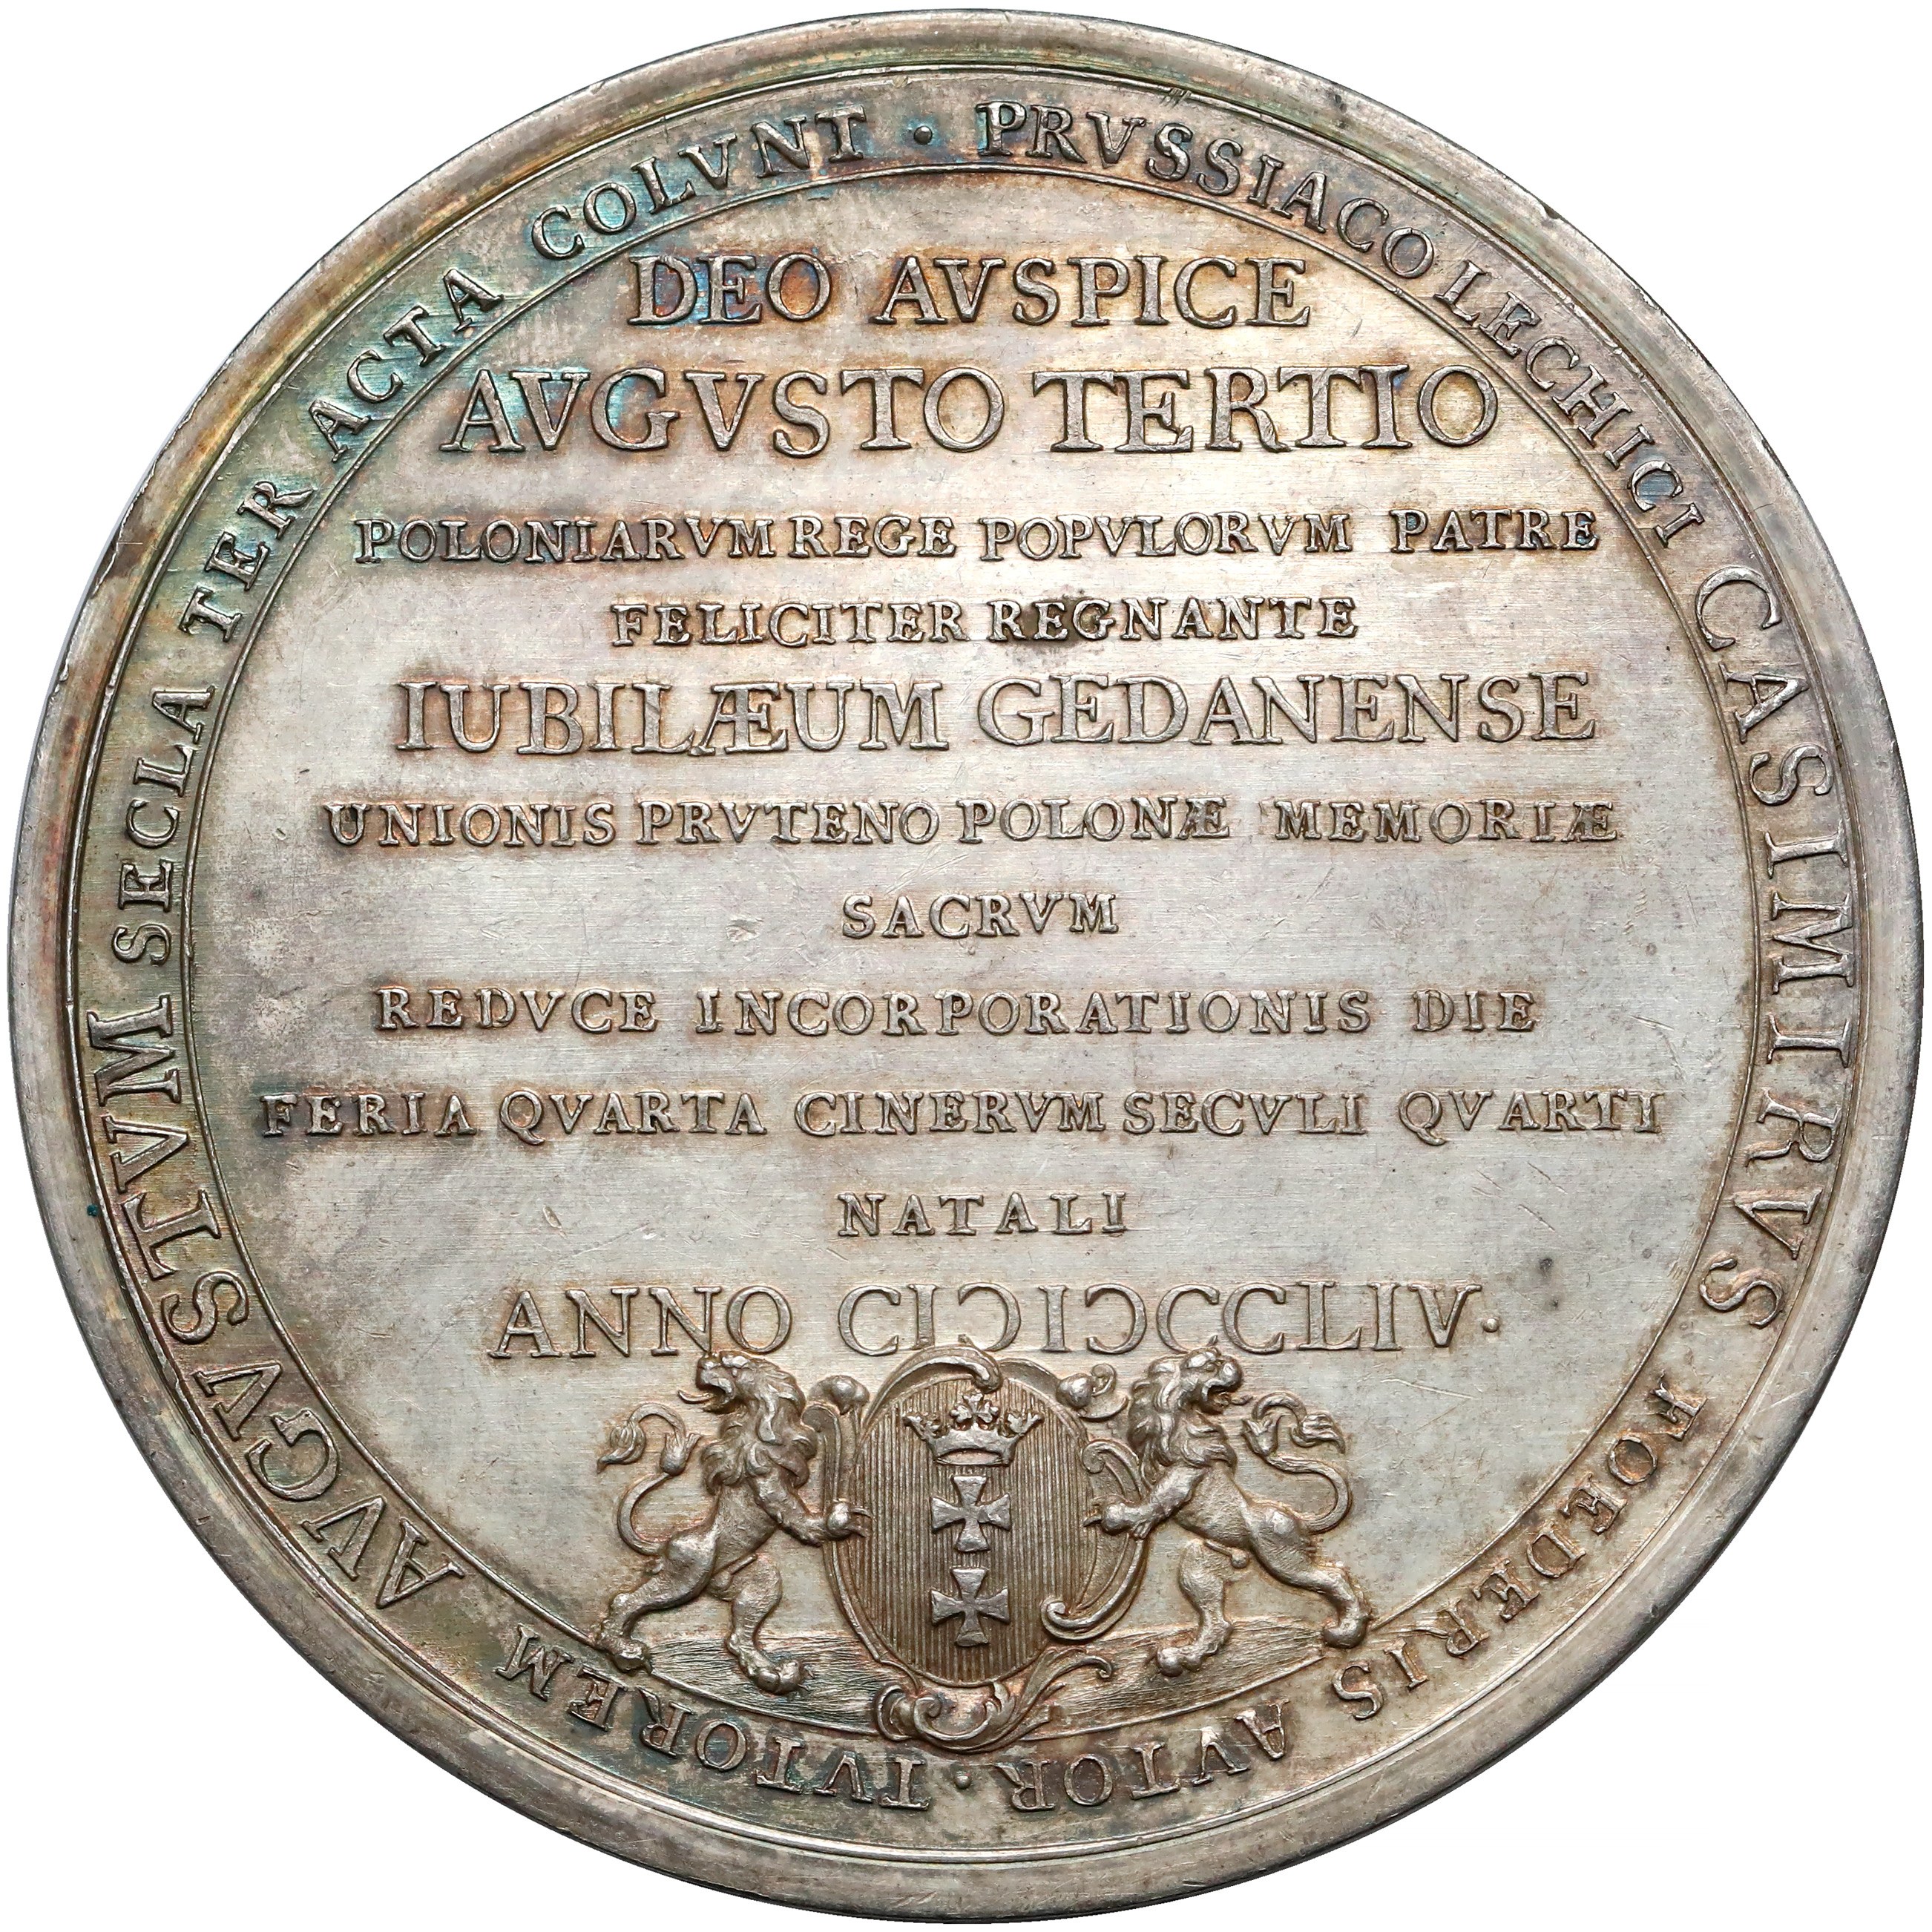 PRVSSIACO LECHICI CASIMIRVS FOEDERIS AVTOR · TVTOREM AVGVSTVM SECLA TER ACTA COLVNT ·
DEO AVSPICE
AVGVSTO TERTIO
POLONIARVM REGE POPVLORVM PATRE
FELICITER REGNANTE
IUBILÆUM GEDANENSE
UNIONIS PRVTENO POLONÆ MEMORIÆ
SACRVM
REDVCE INCORPORATIONIS DIE
FERIA QVARTA CINERVM SECVLI QVARTI
NATALI
ANNO CIƆIƆCCLIV.